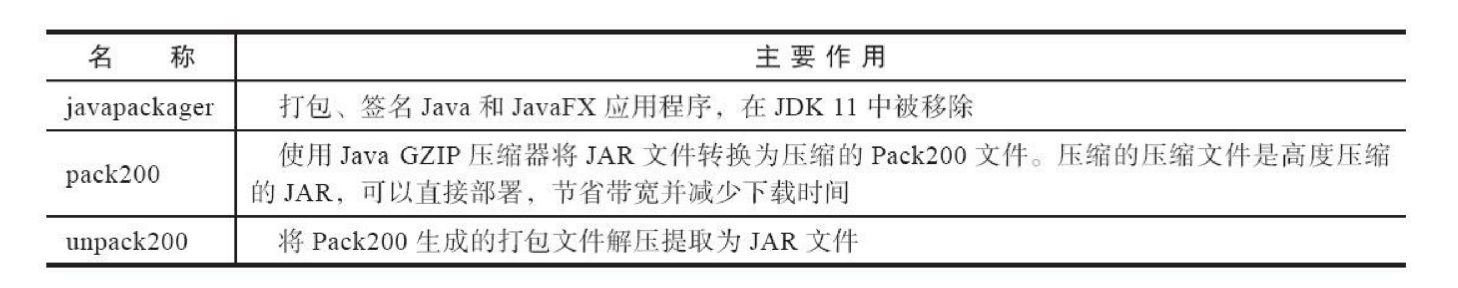 名 称 主要作用
javapackager 打包、签名 Java 和 JavaFX 应用程序，在 JDK 11 中被移除
pack200 使用 Java GZIP 压缩器将 JAR 文件转换为压缩的 Pack200 文件。压缩的压缩文件是高度压缩
的 JAR，可以直接部署，节省带宽并减少下载时间
unpack200 将 Pack200 生成的打包文件解压提取为 JAR 文件